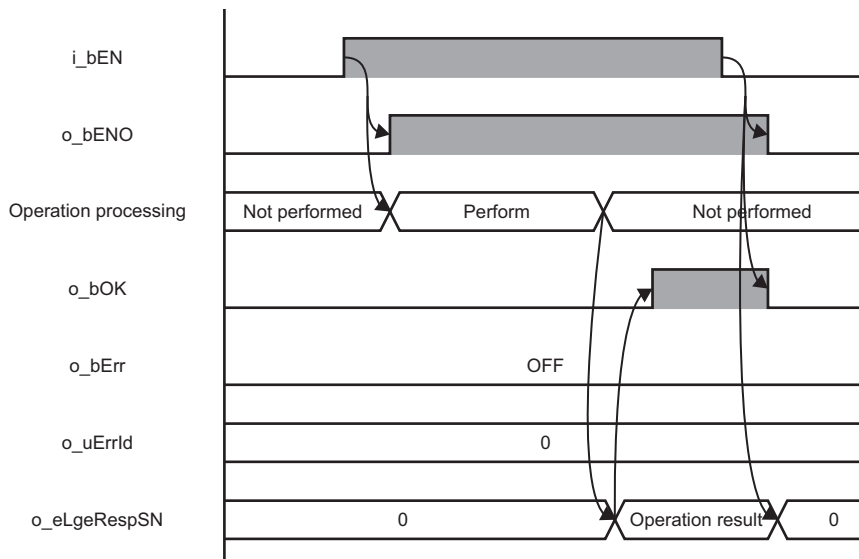 i_bEN
o_bENO
Operation processing
Not performed
Perform
Not performed
o_bOK
o_bErr
OFF
o_uErrId
0
o_eLgeRespSN
0
Operation result
0